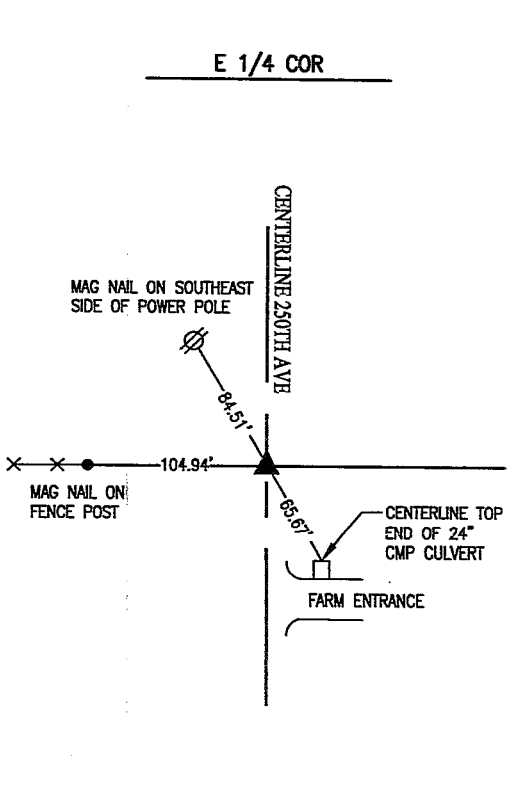 E 1/4 COR
CENTERLINE 250TH AVE
MAG NAIL ON SOUTHEAST
SIDE OF POWER POLE
84.51'
104.94'
MAG NAIL ON
FENCE POST
65.67'
CENTERLINE TOP
END OF 24"
CMP CULVERT
FARM ENTRANCE